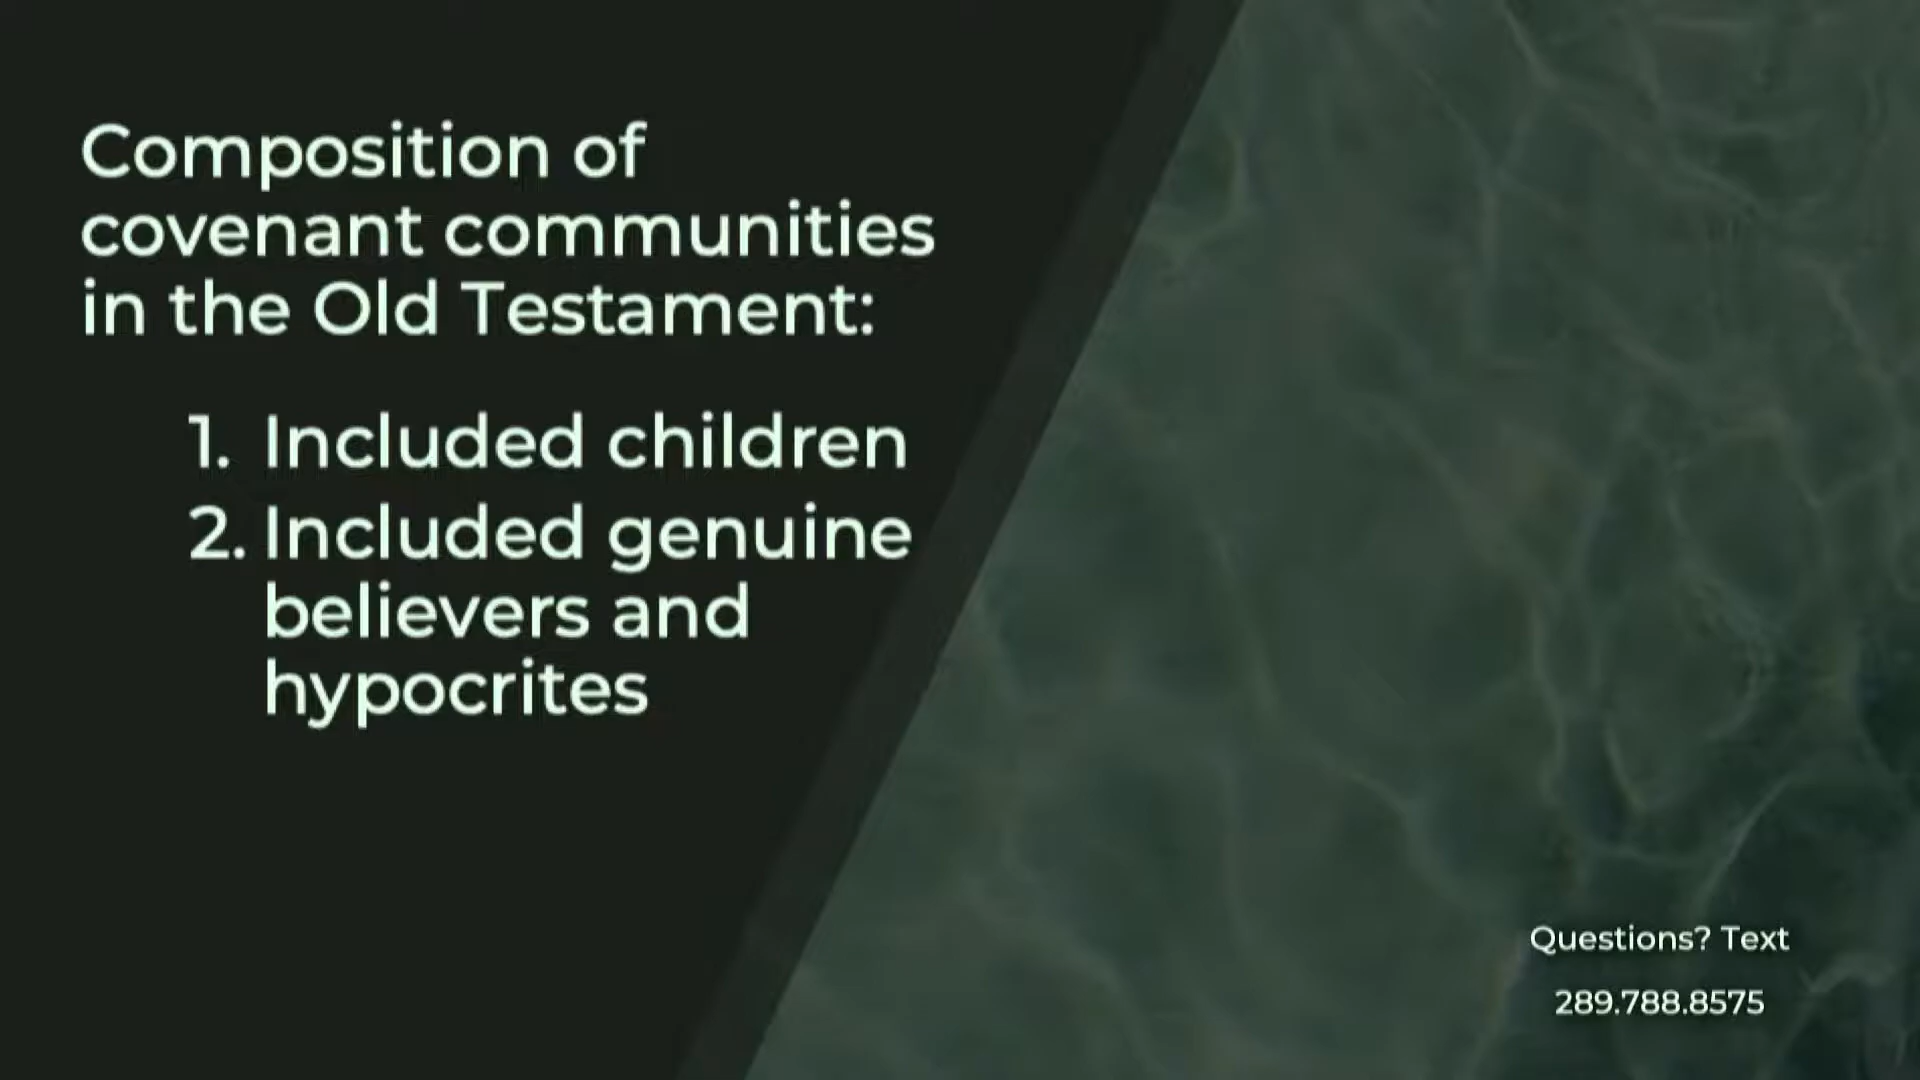 Composition of
covenant communities
in the Old Testament:
1. Included children
2. Included genuine
believers and
hypocrites
Questions? Text
289.788.8575